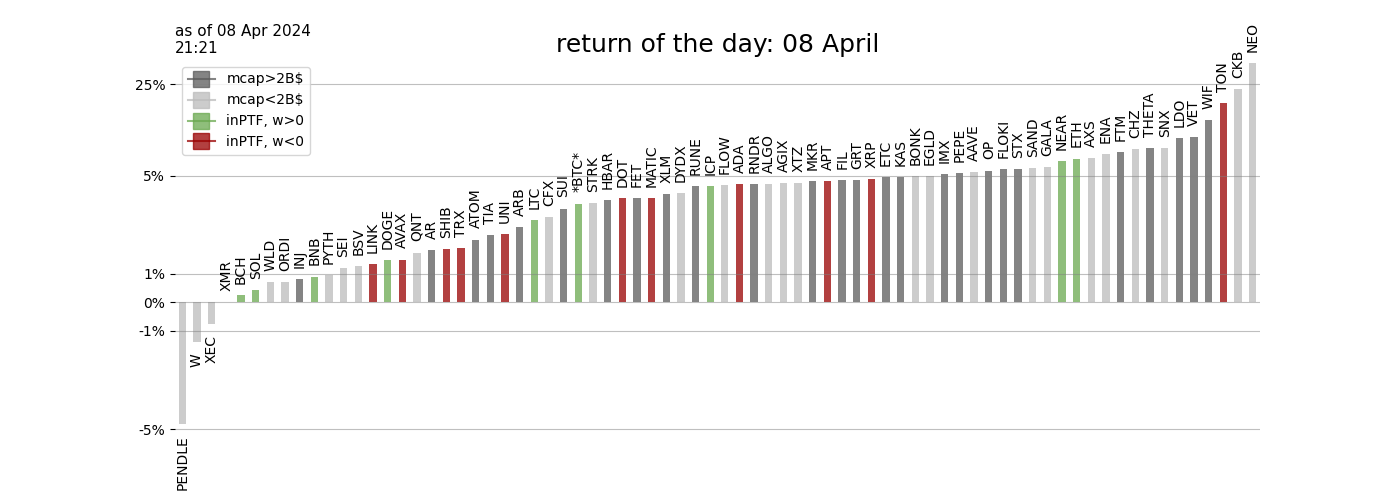 as of 08 Apr 2024
21:21
return of the day: 08 April
mcap>2B$
mcap<2B$
inPTF, w>0
inPTF, w<0
25%
5%
1%
0%
-1%
-5%
PENDLE
W
XEC
XMR
BCH
SOL
WLD
ORDI
INJ
BNB
PYTH
SEI
BSV
LINK
DOGE
AVAX
QNT
AR
SHIB
TRX
ATOM
TIA
UNI
ARB
LTC
CFX
SUI
*BTC*
STRK
HBAR
DOT
FET
MATIC
XLM
DYDX
RUNE
ICP
FLOW
ADA
RNDR
ALGO
AGIX
XTZ
MKR
APT
FIL
GRT
XRP
ETC
KAS
BONK
EGLD
IMX
PEPE
AAVE
OP
FLOKI
STX
SAND
GALA
NEAR
ETH
AXS
ENA
FTM
CHZ
THETA
SNX
LDO
VET
WIF
TON
CKB
NEO